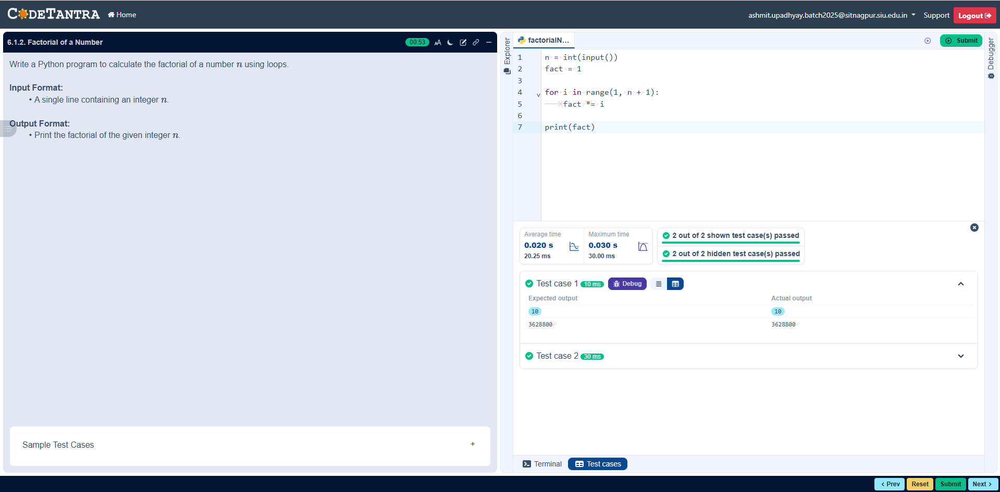 CODETANTRA
Home
ashmit.upadhyay.batch2025@sitnagpur.siu.edu.in
Support
Logout
6.1.2. Factorial of a Number
00:53
AA
Write a Python program to calculate the factorial of a number n using loops.
Input Format:
• A single line containing an integer n.
Output Format:
• Print the factorial of the given integer n.
Sample Test Cases
+
Explorer
factorialN...
Submit
Debugger
1 n = int(input())
2 fact = 1
3
4 for i in range(1, n + 1):
5 fact *= i
6
7 print(fact)
Average time
0.020 s
20.25 ms
Maximum time
0.030 s
30.00 ms
2 out of 2 shown test case(s) passed
2 out of 2 hidden test case(s) passed
Test case 1 10 ms Debug
Expected output Actual output
10 10
3628800 3628800
Test case 2 30 ms
Terminal Test cases
< Prev Reset Submit Next >